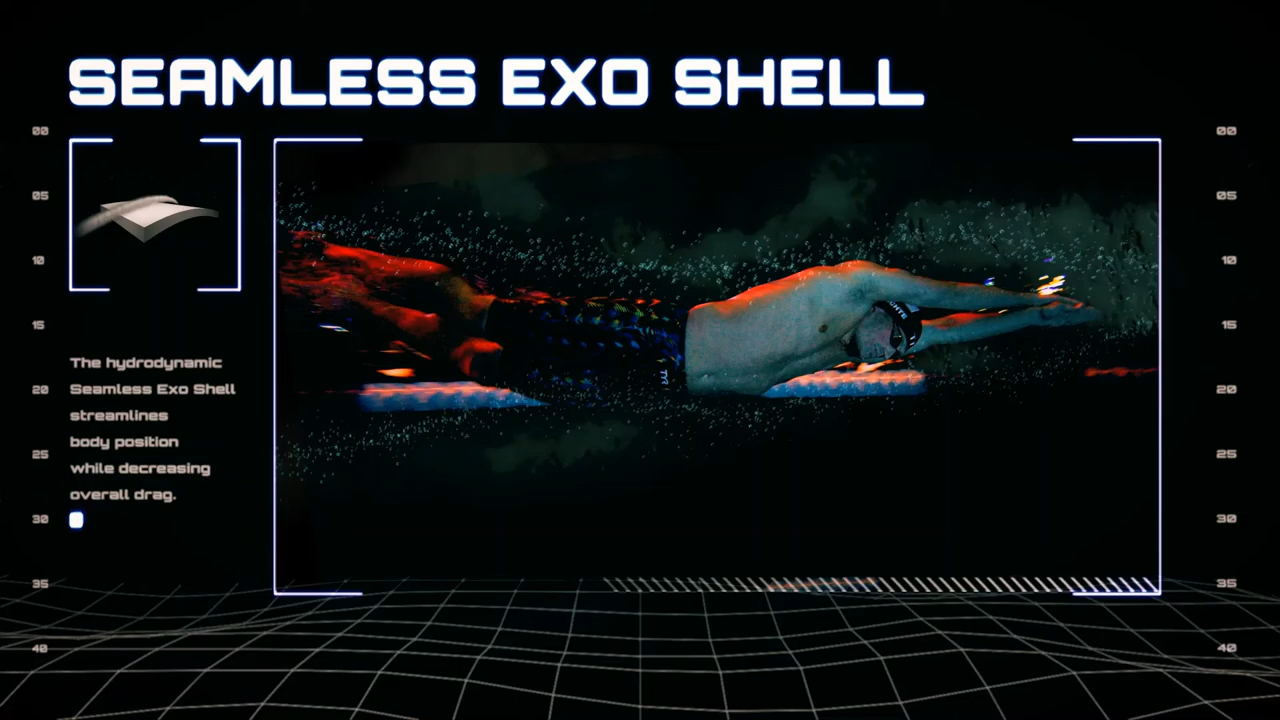 SEAMLESS EXO SHELL
00
05
10
15
20
25
30
35
40
The hydrodynamic
Seamless Exo Shell
streamlines
body position
while decreasing
overall drag.
TYR
00
05
10
15
20
25
30
35
40